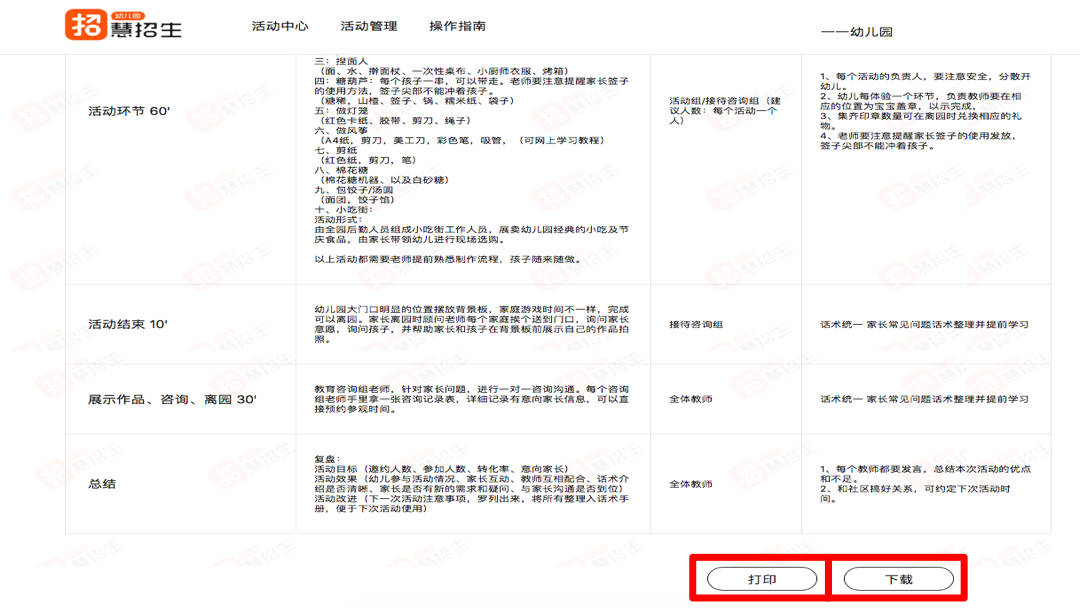 招 幼儿园 慧招生
活动中心 活动管理 操作指南
一一幼儿园
活动环节 60'
三：捏面人
（面、水、擀面杖、一次性桌布、小厨师衣服、烤箱）
四：糖葫芦：每个孩子一串，可以带走。老师要注意提醒家长签子
的使用方法，签子尖部不能冲着孩子。
（糖稀，山楂、签子、锅、糯米纸、袋子）
五：做灯笼
（红色卡纸、胶带、剪刀、绳子）
六、做风筝
（A4纸，剪刀，美工刀，彩色笔，吸管，（可网上学习教程）
七、剪纸
（红色纸，剪刀，笔）
八、棉花糖
（棉花糖机器、以及白砂糖）
九、包饺子/汤圆
（面团，饺子馅）
十、小吃街：
活动形式：
由全园后勤人员组成小吃街工作人员，展卖幼儿园经典的小吃及节
庆食品，由家长带领幼儿进行现场选购。
以上活动都需要老师提前熟悉制作流程，孩子随来随做。
活动组/接待咨询组（建
议人数：每个活动一个
人）
1、每个活动的负责人，要注意安全，分散开
幼儿。
2、幼儿每体验一个环节，负责教师要在相
应的位置为宝宝盖章，以示完成，
3、集齐印章数量可在离园时兑换相应的礼
物。
4、老师要注意提醒家长签子的使用发放，
签子尖部不能冲着孩子。
活动结束 10'
幼儿园大门口明显的位置摆放背景板，家庭游戏时间不一样，完成
可以离园。家长离园时顾问老师每个家庭挨个送到门口，询问家长
意愿，询问孩子，并帮助家长和孩子在背景板前展示自己的作品拍
照。
接待咨询组
话术统一 家长常见问题话术整理并提前学习
展示作品、咨询、离园 30'
教育咨询组老师，针对家长问题，进行一对一咨询沟通。每个咨询
组老师手里拿一张咨询记录表，详细记录有意向家长信息，可以直
接预约参观时间。
全体教师
话术统一 家长常见问题话术整理并提前学习
总结
复盘：
活动目标（邀约人数、参加人数、转化率、意向家长）
活动效果（幼儿参与活动情况、家长互动、教师互相配合、话术介
绍是否清晰、家长是否有新的需求和疑问、与家长沟通是否到位）
活动改进（下一次活动注意事项，罗列出来，将所有整理入话术手
册，便于下次活动使用）
全体教师
1、每个教师都要发言，总结本次活动的优点
和不足。
2、和社区搞好关系，可约定下次活动时
间。
打印 下载